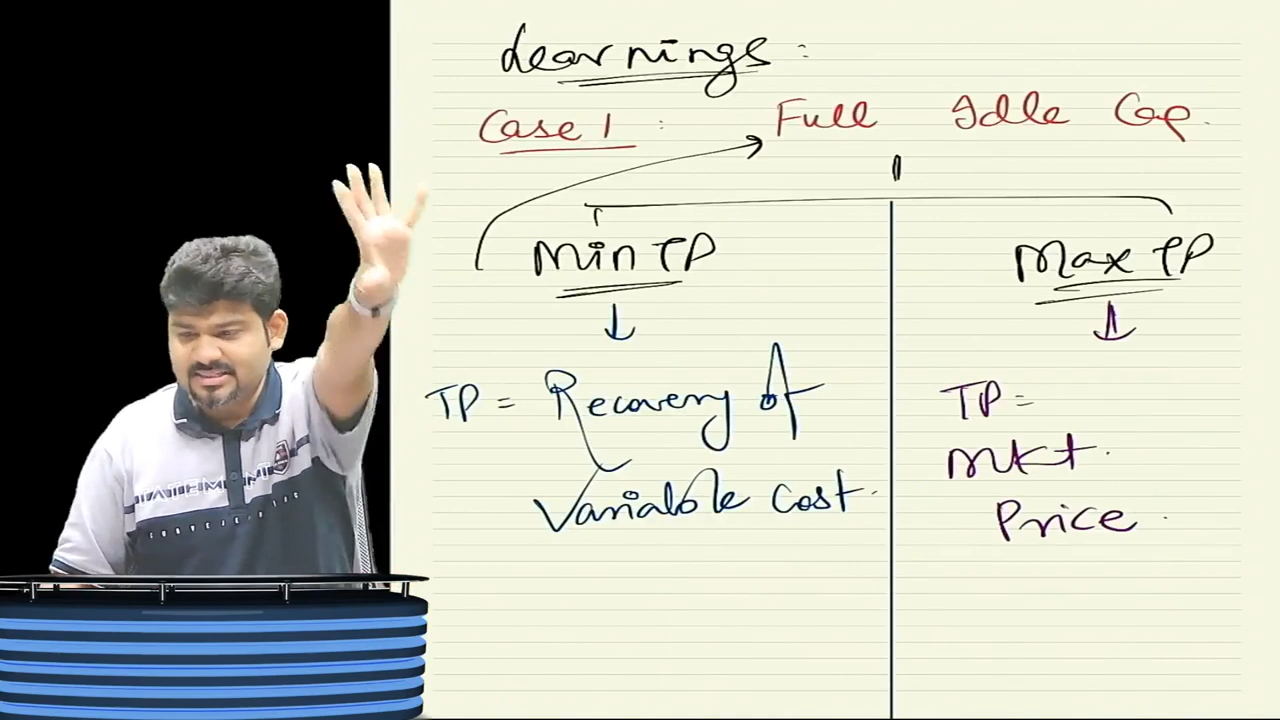 Learnings :
Case 1 : Full Idle Cap.
Min TP
Max TP
TP = Recovery of
Variable Cost.
TP =
Mkt.
Price.